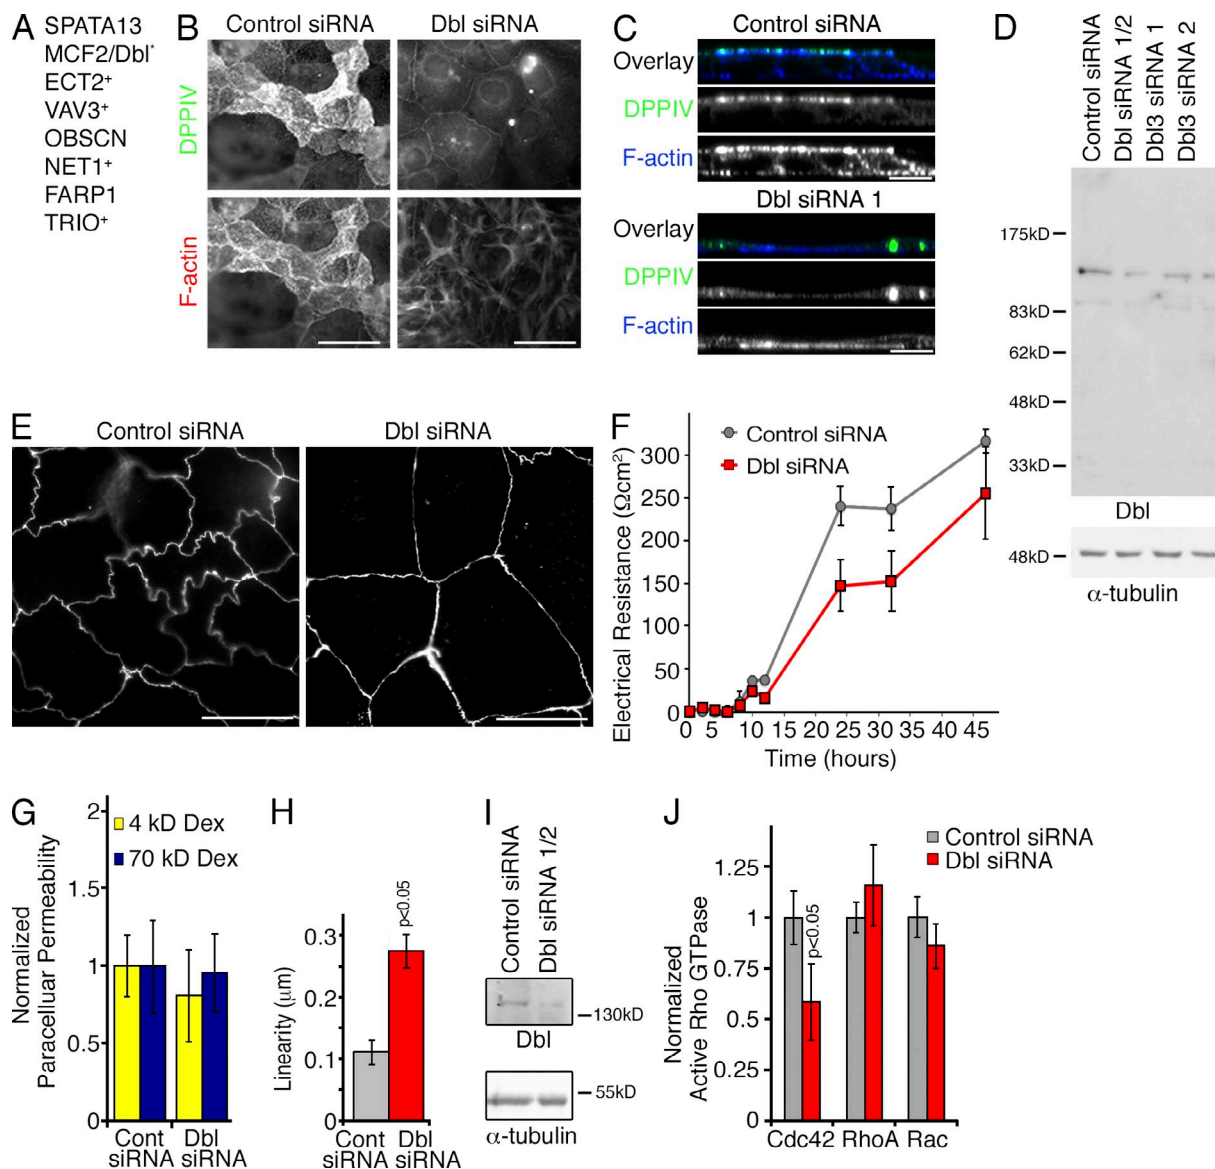 A
SPATA13
MCF2/Dbl*
ECT2+
VAV3+
OBSCN
NET1+
FARP1
TRIO+
B
Control siRNA
Dbl siRNA
DPPIV
F-actin
C
Control siRNA
Overlay
DPPIV
F-actin
Dbl siRNA 1
Overlay
DPPIV
F-actin
D
Control siRNA
Dbl siRNA 1/2
Dbl3 siRNA 1
Dbl3 siRNA 2
175kD
83kD
62kD
48kD
33kD
Dbl
48kD
α-tubulin
E
Control siRNA
Dbl siRNA
F
Control siRNA
Dbl siRNA
Electrical Resistance (Ωcm²)
300
250
200
150
100
50
0
0 5 10 15 20 25 30 35 40 45
Time (hours)
G
4 kD Dex
70 kD Dex
Normalized
Paracelluar Permeability
2
1.5
1
0.5
0
Cont siRNA
Dbl siRNA
H
p<0.05
Linearity (μm)
0.3
0.2
0.1
0
Cont siRNA
Dbl siRNA
I
Control siRNA
Dbl siRNA 1/2
130kD
Dbl
55kD
α-tubulin
J
Control siRNA
Dbl siRNA
p<0.05
Normalized
Active Rho GTPase
1.25
1
0.75
0.5
0.25
0
Cdc42 RhoA Rac